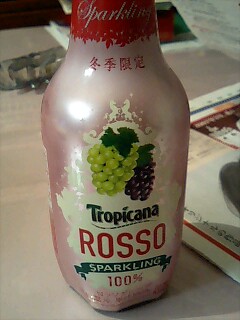 Sparkling
冬季限定
Tropicana
ROSSO
SPARKLING
100%